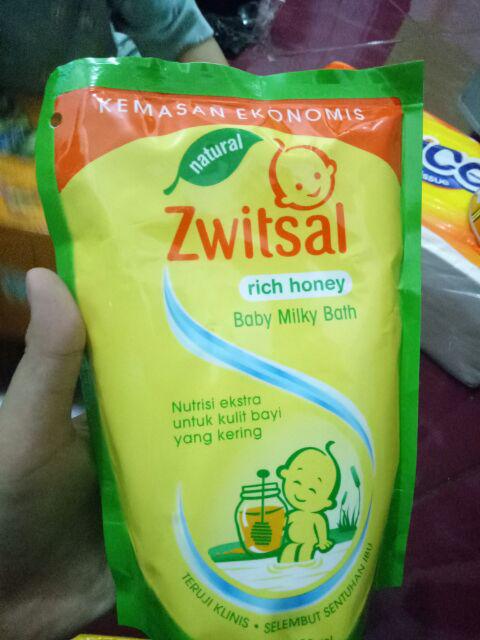 KEMASAN EKONOMIS
natural
Zwitsal
rich honey
Baby Milky Bath
Nutrisi ekstra
untuk kulit bayi
yang kering
TERUJI KLINIS • SELEMBUT SENTUHAN IBU